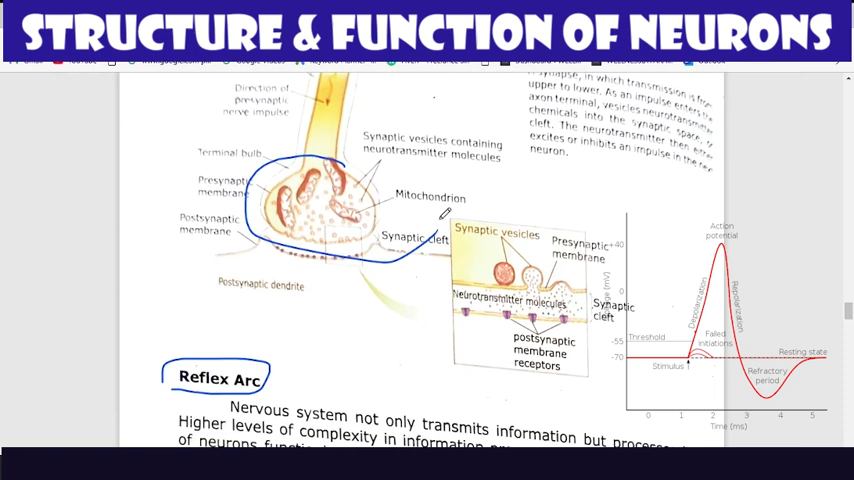 STRUCTURE & FUNCTION OF NEURONS
synapse, in which transmission is from
upper to lower. As an impulse enters the
axon terminal, vesicles
chemicals into the synaptic space,
cleft. The neurotransmitter then
excites or inhibits an impulse in the
neuron.
Direction of
presynaptic
nerve impulse
Synaptic vesicles containing
neurotransmitter molecules
Terminal bulb
Presynaptic
membrane
Mitochondrion
Postsynaptic
membrane
Synaptic cleft
Postsynaptic dendrite
Synaptic vesicles
Presynaptic
membrane
Neurotransmitter molecules
Synaptic
cleft
postsynaptic
membrane
receptors
Action
potential
+40
0
-55
-70
Depolarization
Repolarization
Threshold
Failed
initiations
Resting state
Stimulus
Refractory
period
0 1 2 3 4 5
Time (ms)
Reflex Arc
Nervous system not only transmits information but
Higher levels of complexity in information
of neurons